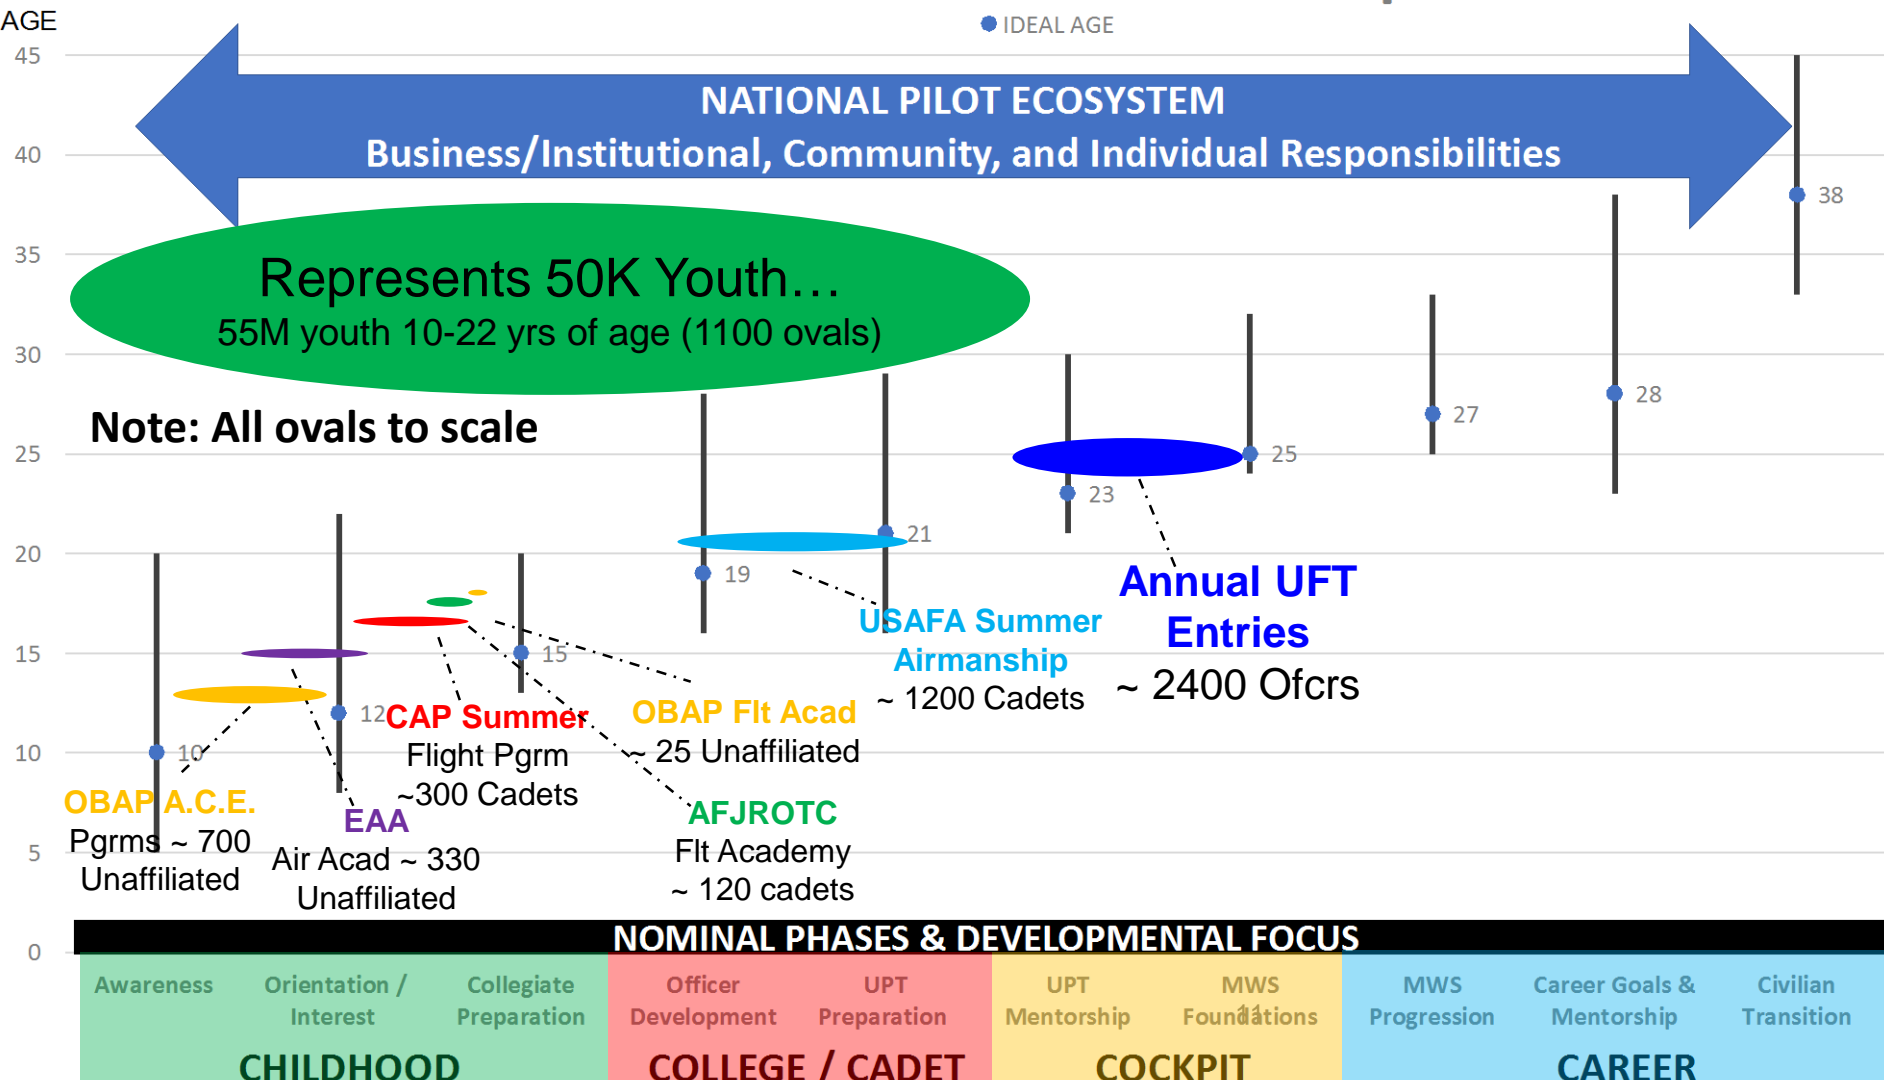 AGE
IDEAL AGE
45
40
35
30
25
20
15
10
5
0
NATIONAL PILOT ECOSYSTEM
Business/Institutional, Community, and Individual Responsibilities
38
Represents 50K Youth…
55M youth 10-22 yrs of age (1100 ovals)
Note: All ovals to scale
28
27
25
23
21
19
15
12
10
Annual UFT
Entries
~ 2400 Ofcrs
USAFA Summer
Airmanship
~ 1200 Cadets
OBAP Flt Acad
~ 25 Unaffiliated
CAP Summer
Flight Pgrm
~300 Cadets
AFJROTC
Flt Academy
~ 120 cadets
OBAP A.C.E.
Pgrms ~ 700
Unaffiliated
EAA
Air Acad ~ 330
Unaffiliated
NOMINAL PHASES & DEVELOPMENTAL FOCUS
Awareness
Orientation /
Interest
Collegiate
Preparation
Officer
Development
UPT
Preparation
UPT
Mentorship
MWS
Foundations
11
MWS
Progression
Career Goals &
Mentorship
Civilian
Transition
CHILDHOOD
COLLEGE / CADET
COCKPIT
CAREER